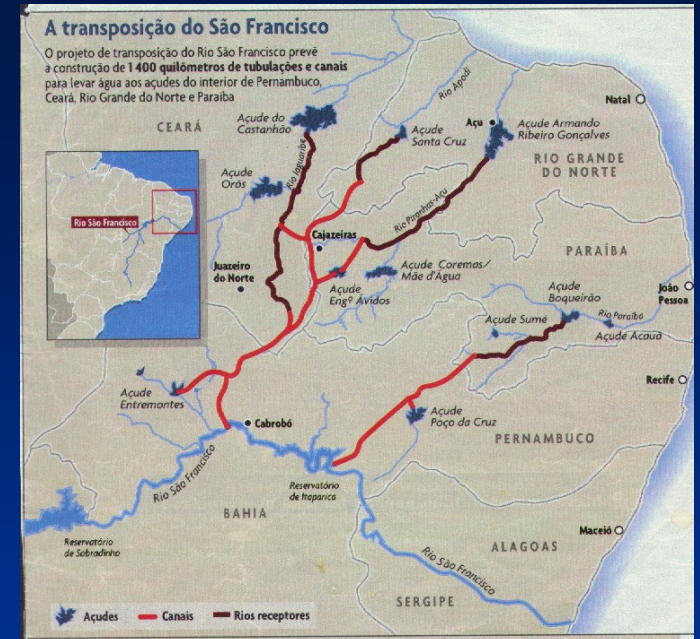 A transposição do São Francisco
O projeto de transposição do Rio São Francisco prevê
a construção de 1 400 quilômetros de tubulações e canais
para levar água aos açudes do interior de Pernambuco,
Ceará, Rio Grande do Norte e Paraíba
Rio Apodi
Natal
CEARÁ
Açude do
Castanhão
Açu
Açude Armando
Ribeiro Gonçalves
Açude
Santa Cruz
RIO GRANDE
DO NORTE
Rio Jaguaribe
Açude
Orós
Rio São Francisco
Rio Piranhas-Açu
Cajazeiras
PARAÍBA
Juazeiro
do Norte
Açude Coremas/
Mãe d'Água
Açude
Engº Ávidos
Açude
Boqueirão
João
Pessoa
Rio Paraíba
Açude Sumé
Açude Acauã
Recife
Açude
Entremontes
Açude
Poço da Cruz
Cabrobó
PERNAMBUCO
Rio São Francisco
Reservatório
de Itaparica
BAHIA
Maceió
Reservatório
de Sobradinho
ALAGOAS
Rio São Francisco
SERGIPE
Açudes
Canais
Rios receptores